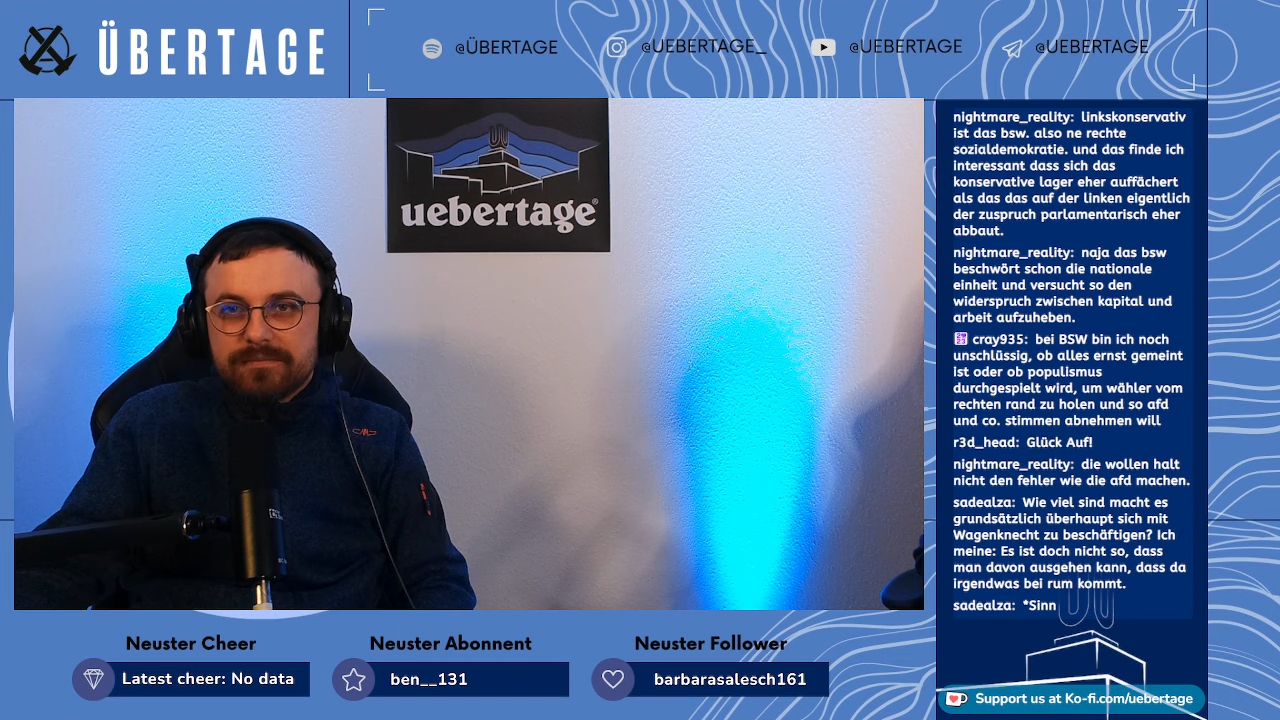 ÜBERTAGE
@ÜBERTAGE
@UEBERTAGE_
@UEBERTAGE
@UEBERTAGE
uebertage®
nightmare_reality: linkskonservativ
ist das bsw. also ne rechte
sozialdemokratie. und das finde ich
interessant dass sich das
konservative lager eher auffächert
als das das auf der linken eigentlich
der zuspruch parlamentarisch eher
abbaut.
nightmare_reality: naja das bsw
beschwört schon die nationale
einheit und versucht so den
widerspruch zwischen kapital und
arbeit aufzuheben.
cray935: bei BSW bin ich noch
unschlüssig, ob alles ernst gemeint
ist oder ob populismus
durchgespielt wird, um wähler vom
rechten rand zu holen und so afd
und co. stimmen abnehmen will
r3d_head: Glück Auf!
nightmare_reality: die wollen halt
nicht den fehler wie die afd machen.
sadealza: Wie viel sind macht es
grundsätzlich überhaupt sich mit
Wagenknecht zu beschäftigen? Ich
meine: Es ist doch nicht so, dass
man davon ausgehen kann, dass da
irgendwas bei rum kommt.
sadealza: *Sinn
Neuster Cheer
Latest cheer: No data
Neuster Abonnent
ben__131
Neuster Follower
barbarasalesch161
Support us at Ko-fi.com/uebertage